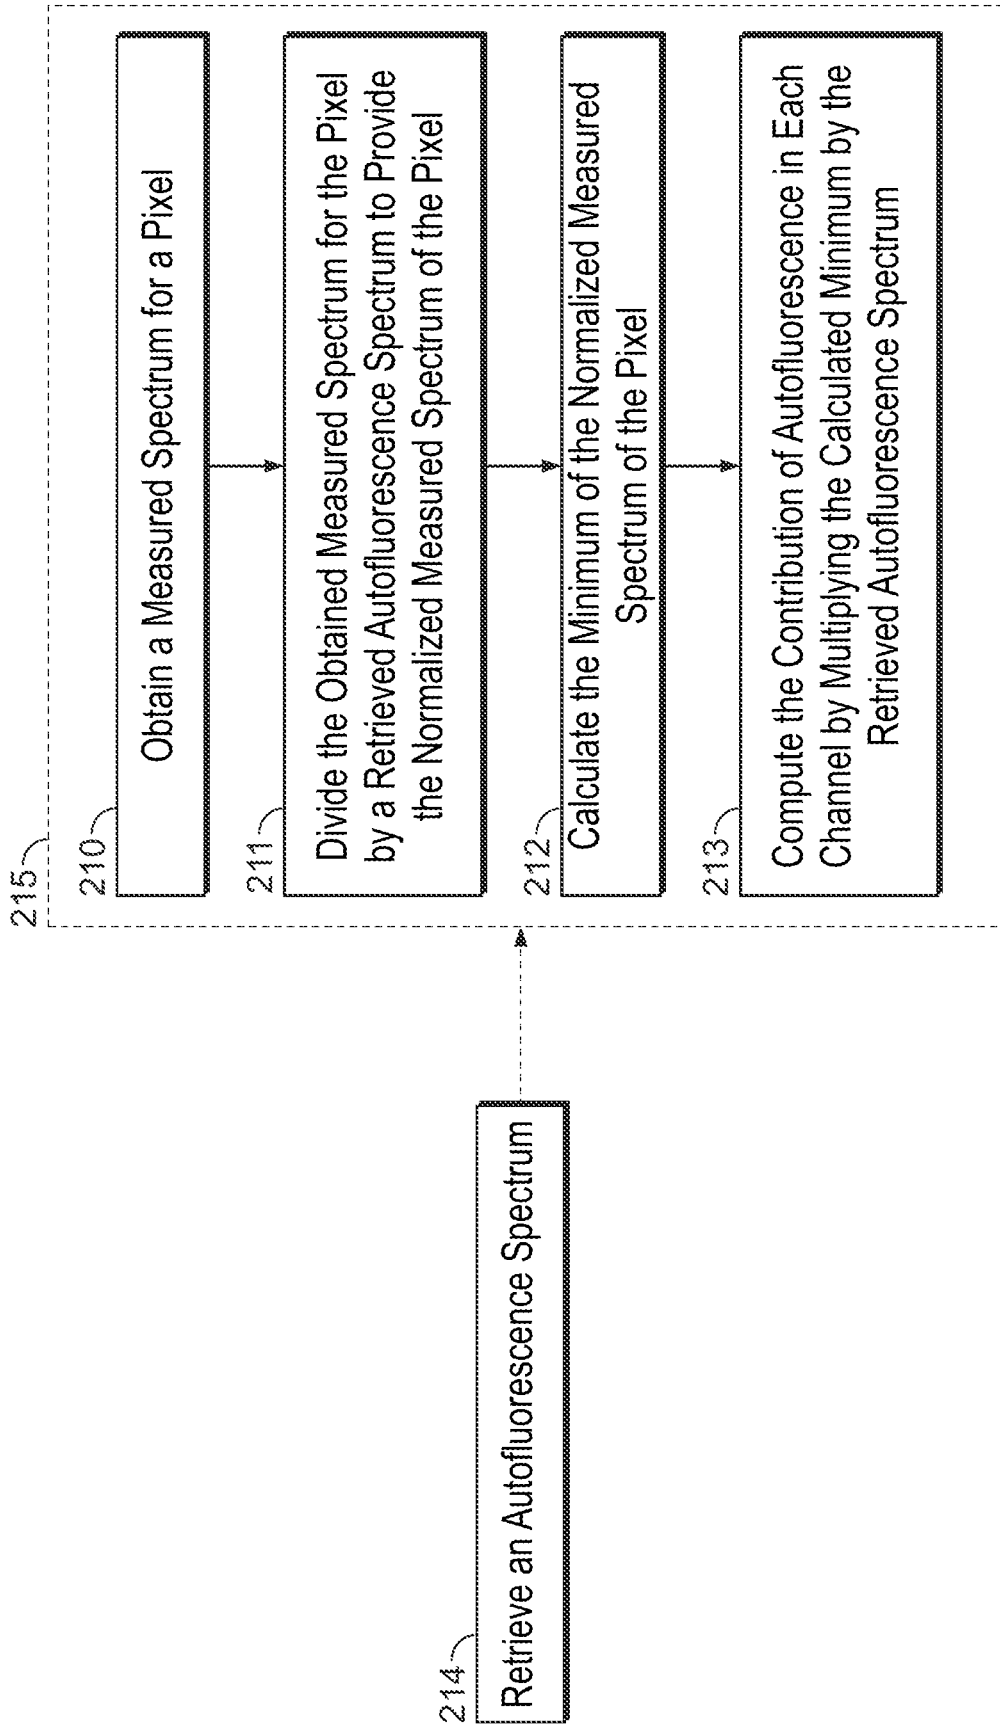 214
Retrieve an Autofluorescence Spectrum
215
210
Obtain a Measured Spectrum for a Pixel
211
Divide the Obtained Measured Spectrum for the Pixel
by a Retrieved Autofluorescence Spectrum to Provide
the Normalized Measured Spectrum of the Pixel
212
Calculate the Minimum of the Normalized Measured
Spectrum of the Pixel
213
Compute the Contribution of Autofluorescence in Each
Channel by Multiplying the Calculated Minimum by the
Retrieved Autofluorescence Spectrum